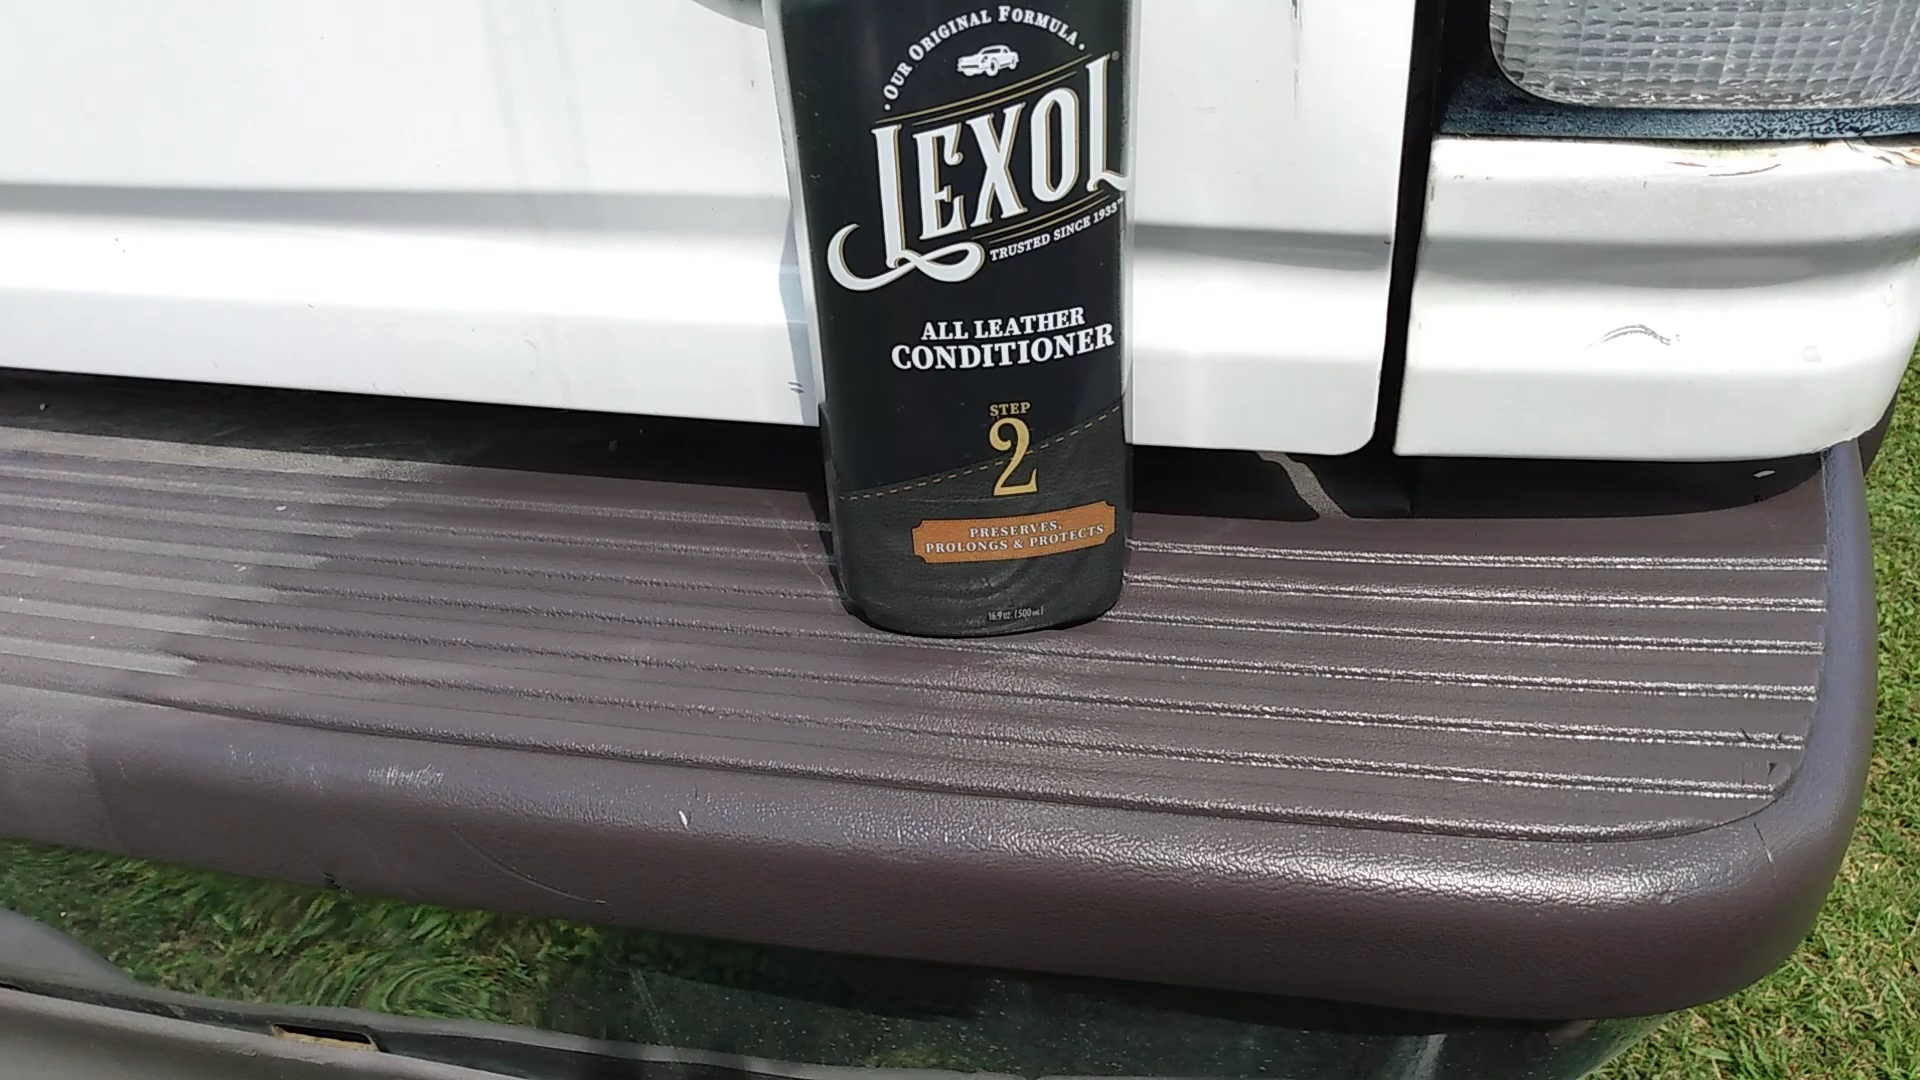 · OUR ORIGINAL FORMULA ·
LEXOL®
TRUSTED SINCE 1933™
ALL LEATHER
CONDITIONER
STEP
2
PRESERVES,
PROLONGS & PROTECTS
16.9 oz. (500 mL)